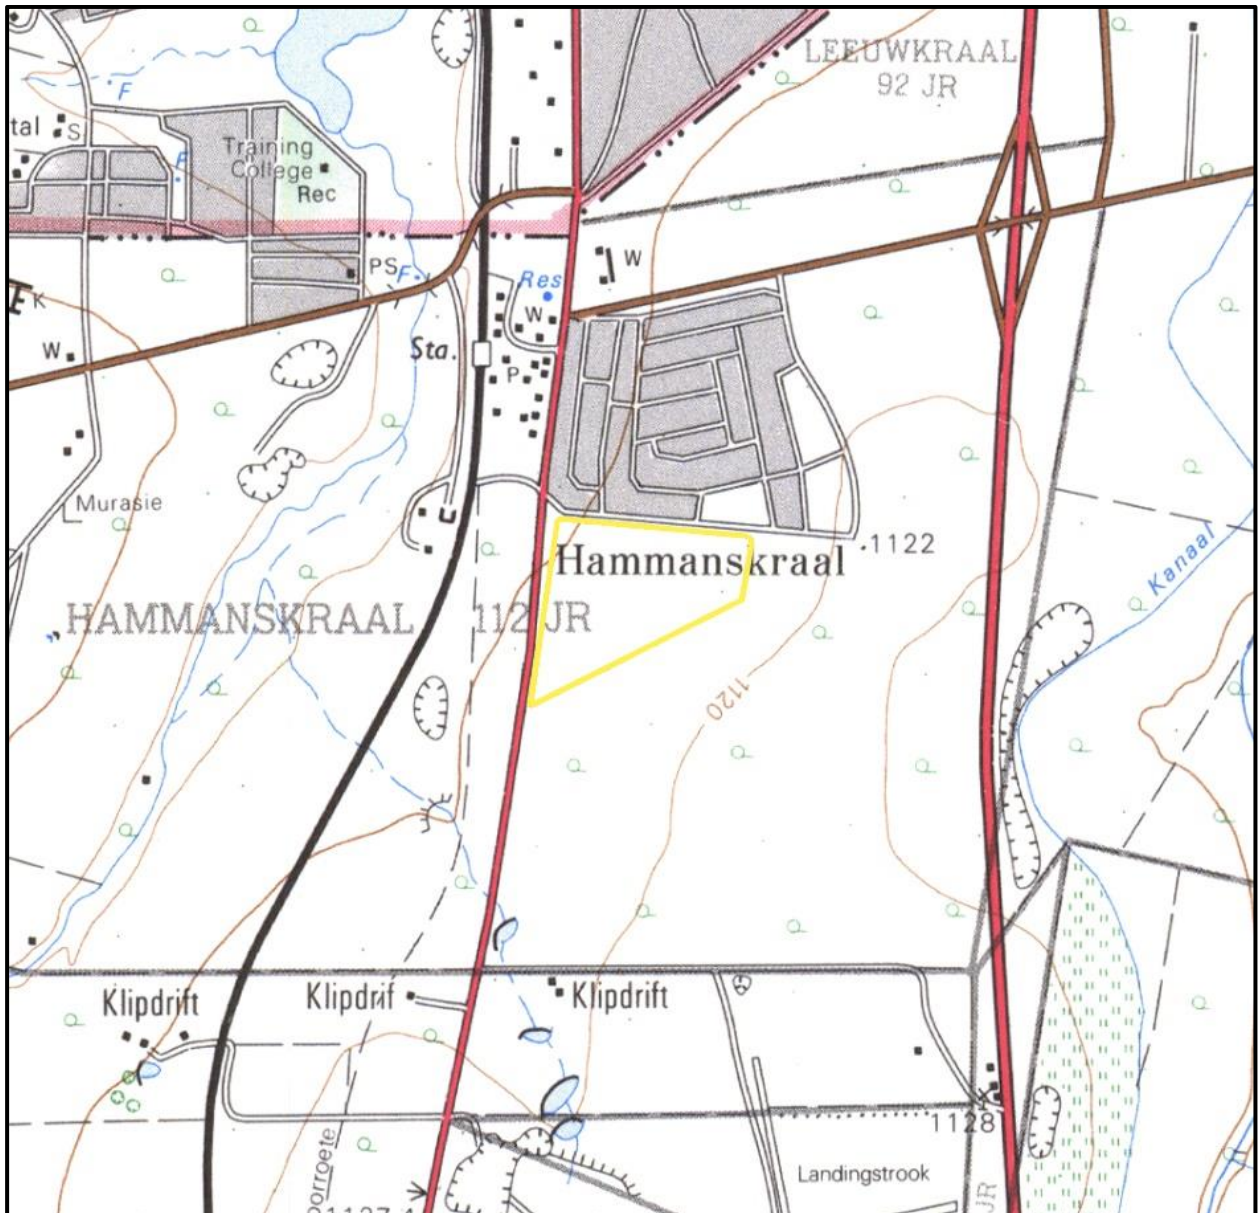 LEEUWKRAAL
92 JR
F
tal
S
Training
College
Rec
F
PS
F
W
Res
K
W
W
Sta.
P
Murasie
Hammanskraal
.1122
Kanaal
HAMMANSKRAAL 112 JR
1120
Klipdrift
Klipdrif
Klipdrift
1128
Landingstrook
JR